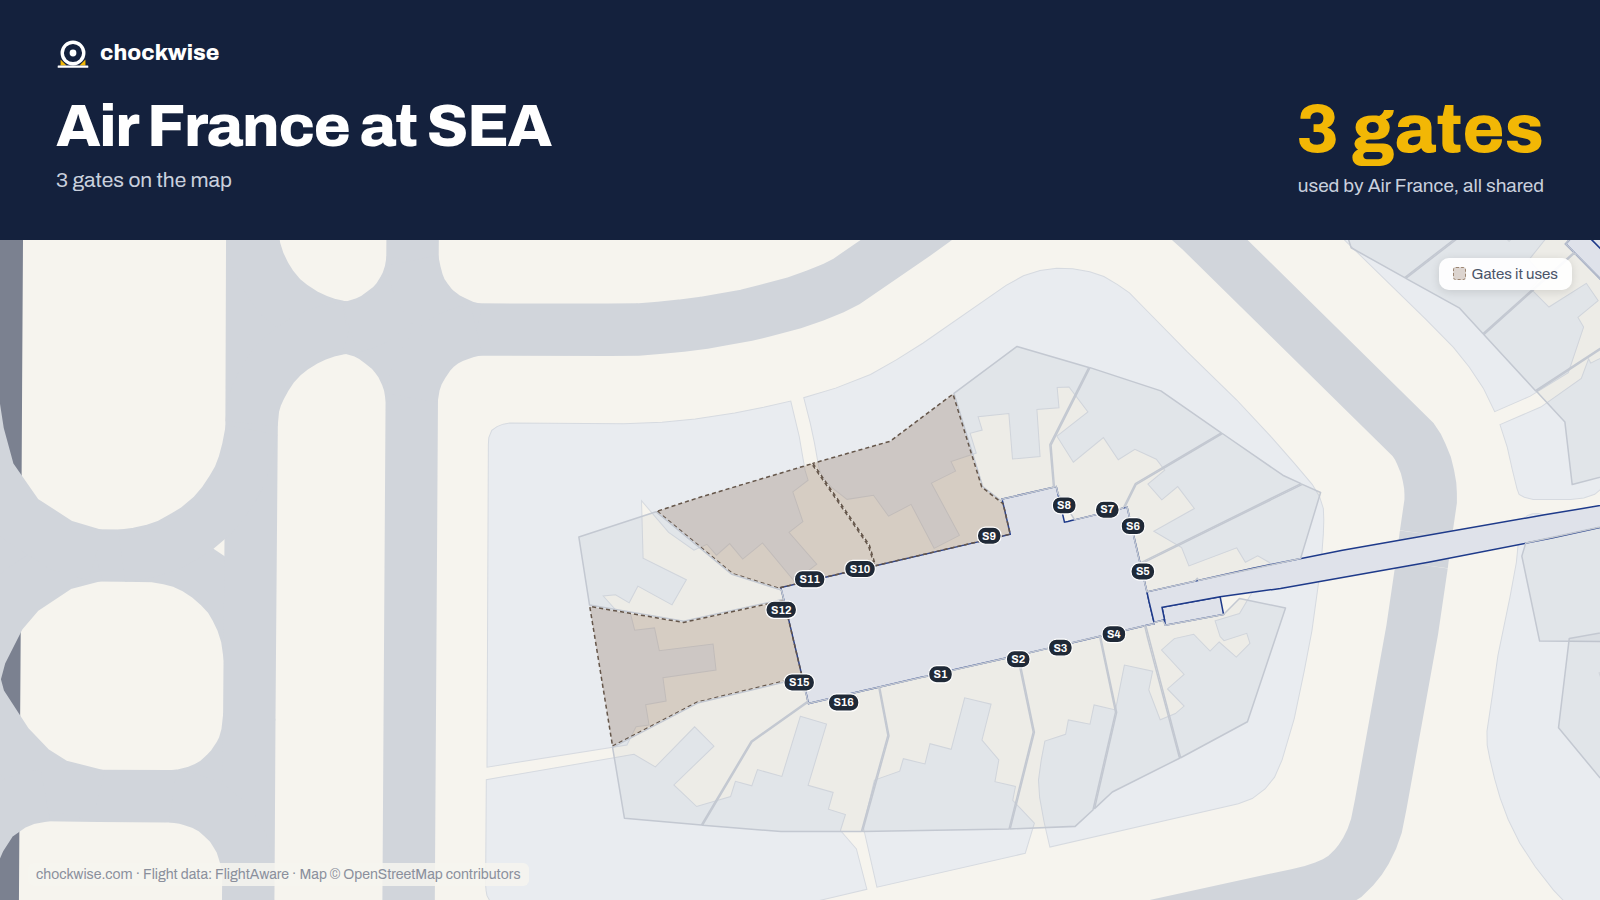 chockwise
Air France at SEA
3 gates on the map
3 gates
used by Air France, all shared
Gates it uses
S8
S7
S6
S9
S10
S11
S5
S12
S4
S3
S2
S1
S15
S16
chockwise.com · Flight data: FlightAware · Map © OpenStreetMap contributors